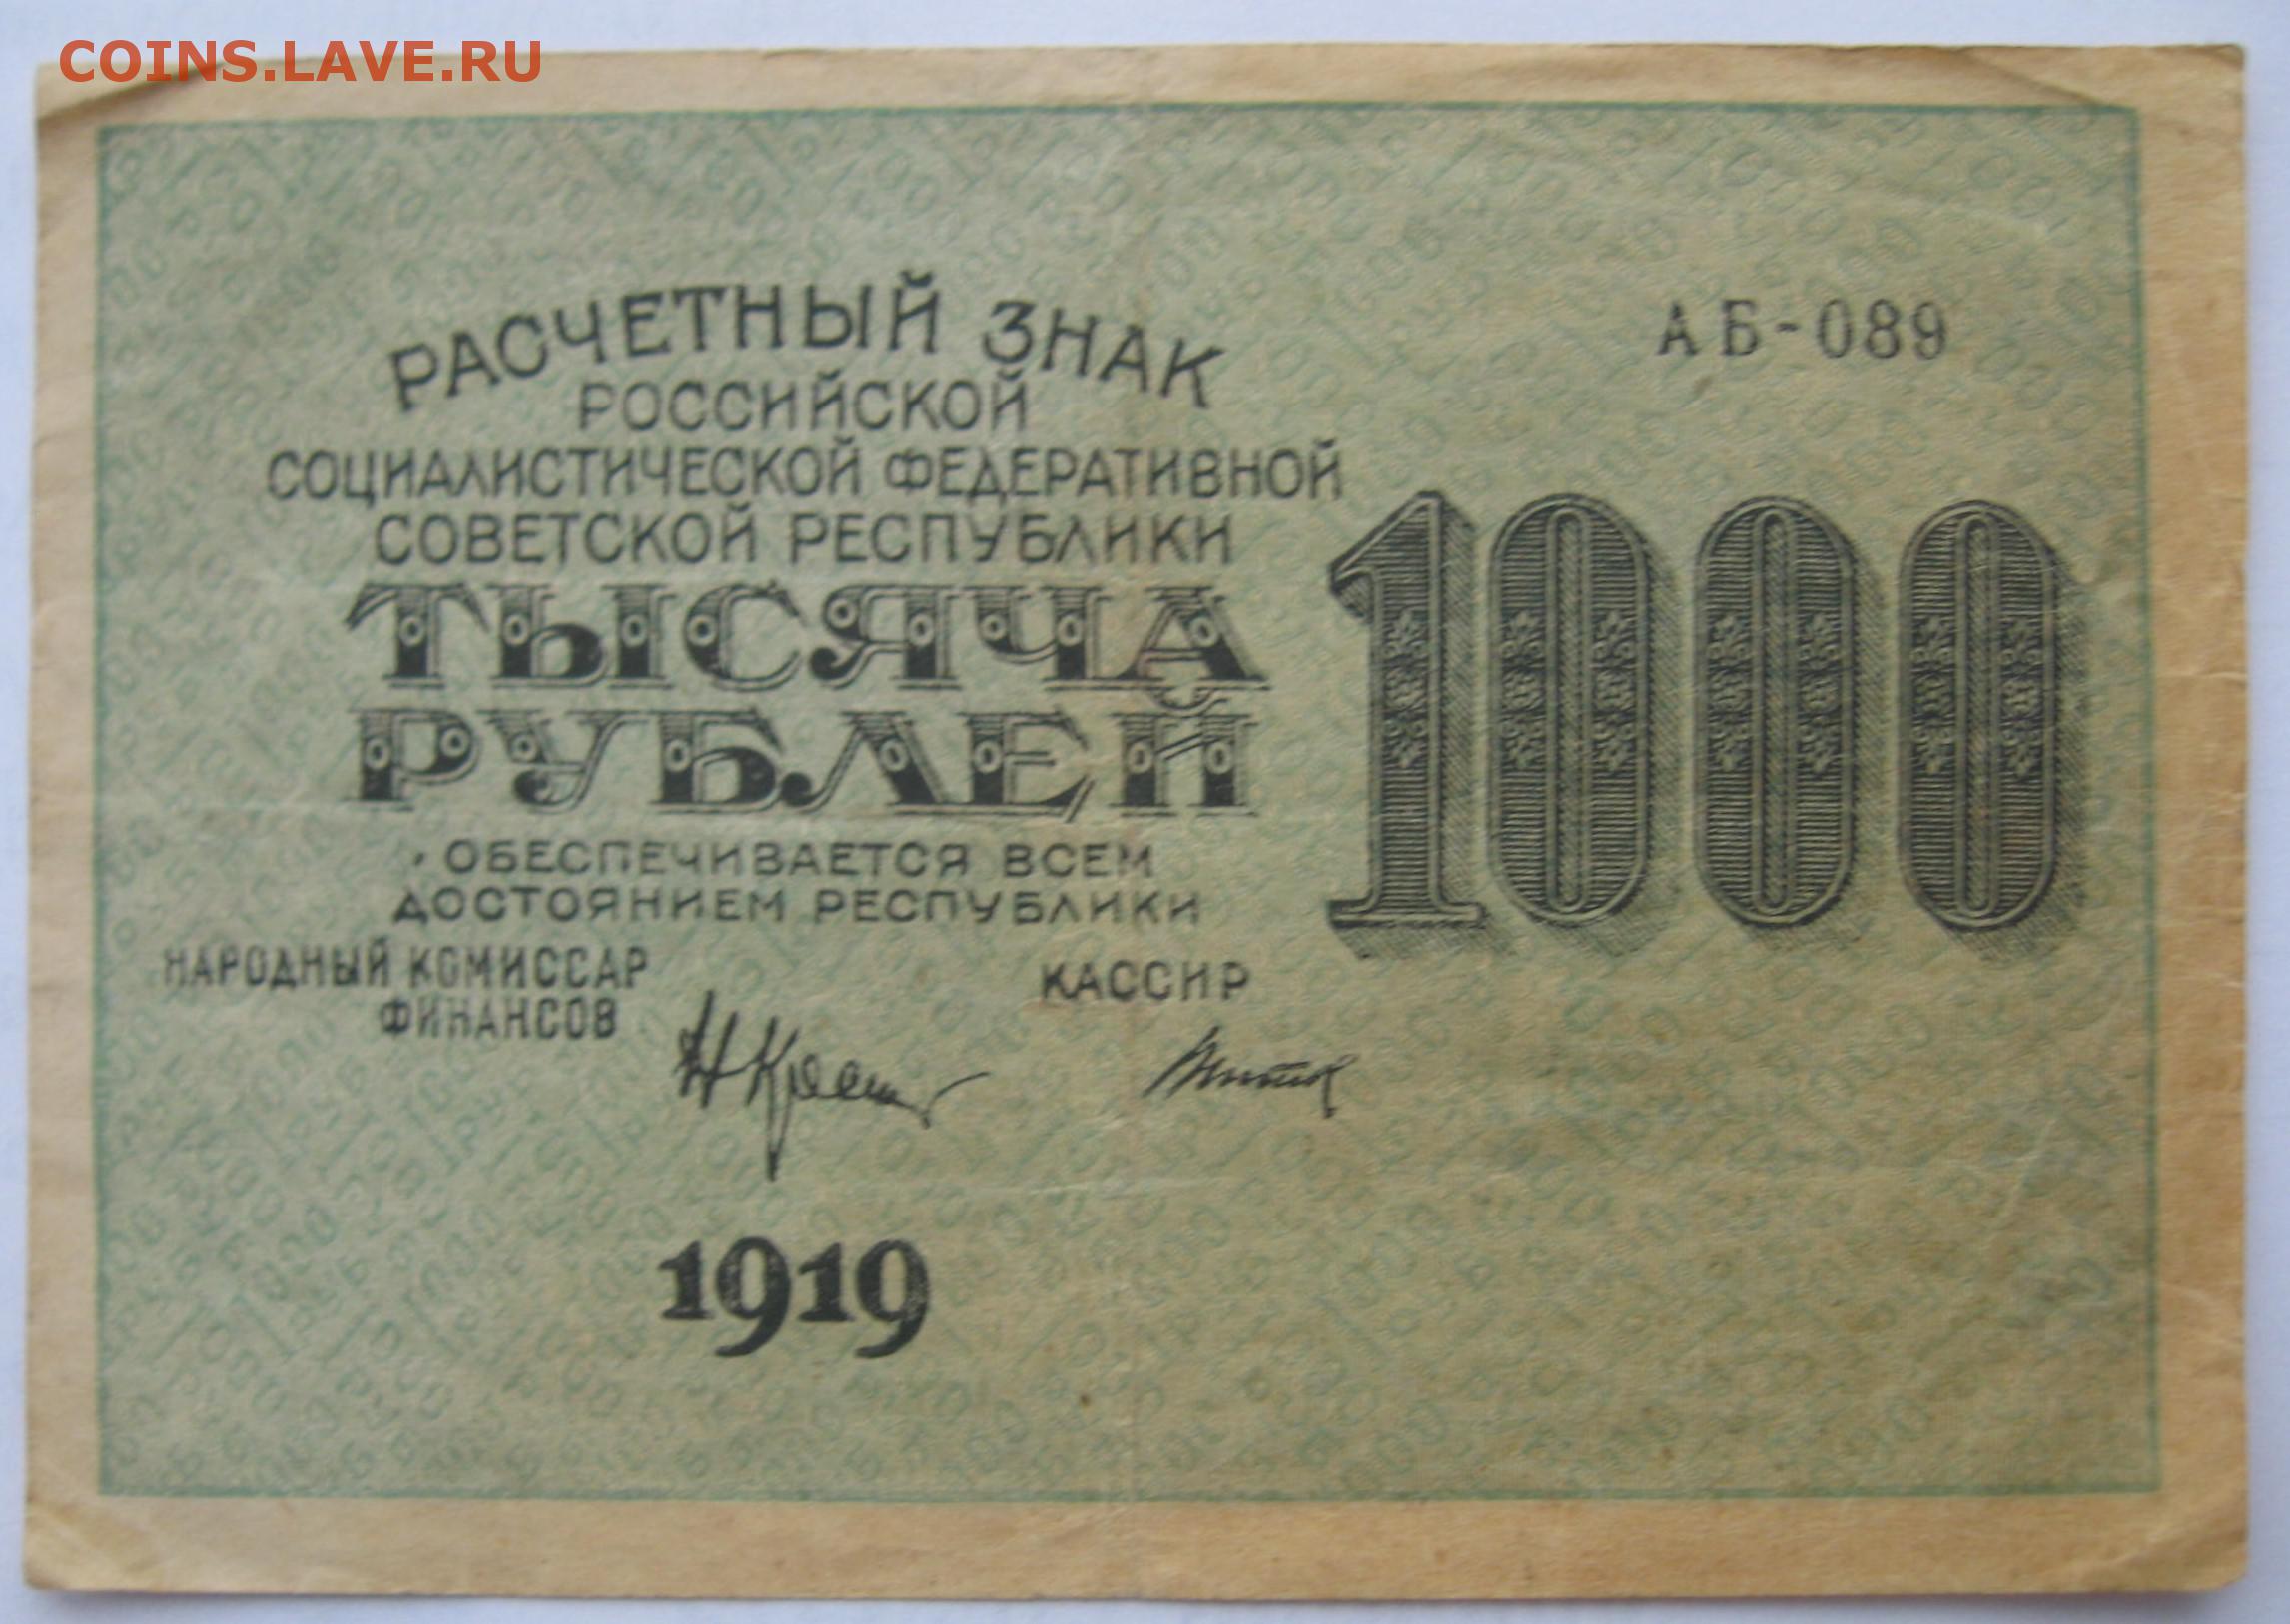 COINS.LAVE.RU
РАСЧЕТНЫЙ ЗНАК
АБ-089
РОССИЙСКОЙ
СОЦИАЛИСТИЧЕСКОЙ ФЕДЕРАТИВНОЙ
СОВЕТСКОЙ РЕСПУБЛИКИ
ТЫСЯЧА
РУБЛЕЙ
1000
ОБЕСПЕЧИВАЕТСЯ ВСЕМ
ДОСТОЯНИЕМ РЕСПУБЛИКИ
НАРОДНЫЙ КОМИССАР
ФИНАНСОВ
КАССИР
1919